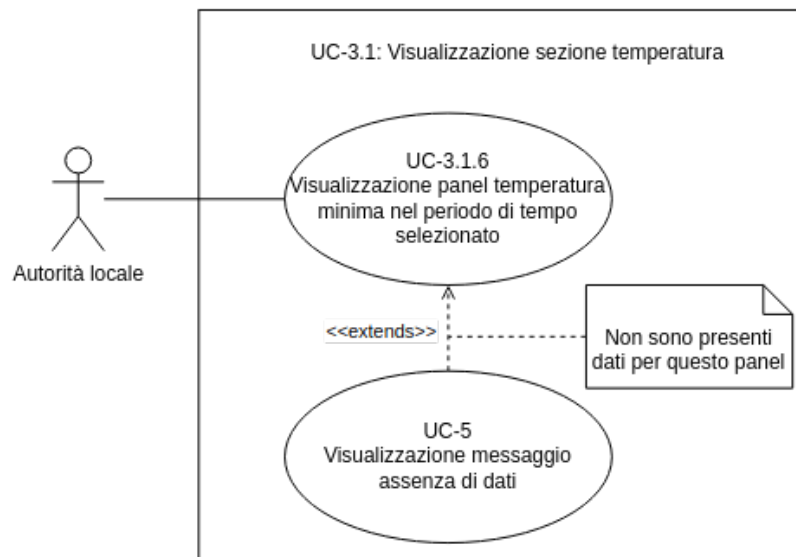 UC-3.1: Visualizzazione sezione temperatura
UC-3.1.6
Visualizzazione panel temperatura
minima nel periodo di tempo
selezionato
Autorità locale
<<extends>>
Non sono presenti
dati per questo panel
UC-5
Visualizzazione messaggio
assenza di dati